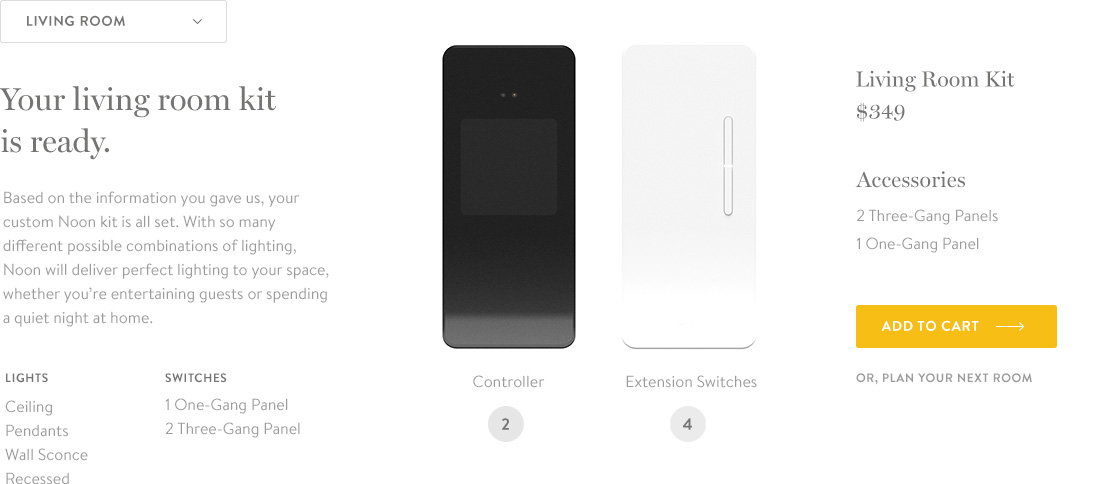 LIVING ROOM
Your living room kit
is ready.
Based on the information you gave us, your
custom Noon kit is all set. With so many
different possible combinations of lighting,
Noon will deliver perfect lighting to your space,
whether you’re entertaining guests or spending
a quiet night at home.
LIGHTS
Ceiling
Pendants
Wall Sconce
Recessed
SWITCHES
1 One-Gang Panel
2 Three-Gang Panel
Controller
2
Extension Switches
4
Living Room Kit
$349
Accessories
2 Three-Gang Panels
1 One-Gang Panel
ADD TO CART
OR, PLAN YOUR NEXT ROOM